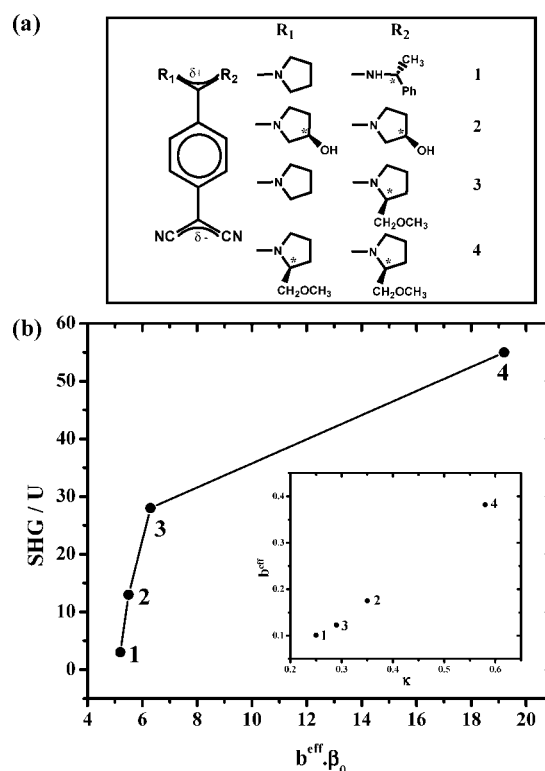 (a)
R₁ R₂
R₁ δ+ R₂
NC δ- CN
N NH * CH₃ Ph 1
N * OH N * OH 2
N N * CH₂OCH₃ 3
N * CH₂OCH₃ N * CH₂OCH₃ 4
(b)
SHG / U
60
50
40
30
20
10
0
4 6 8 10 12 14 16 18 20
b^eff.β₀
1
2
3
4
b^eff
0.4
0.3
0.2
0.1
0.2 0.3 0.4 0.5 0.6
κ
1
3
2
4